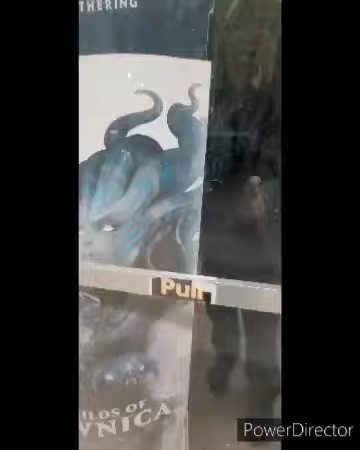 THERING
Pull
ILDS OF
VNICA
PowerDirector